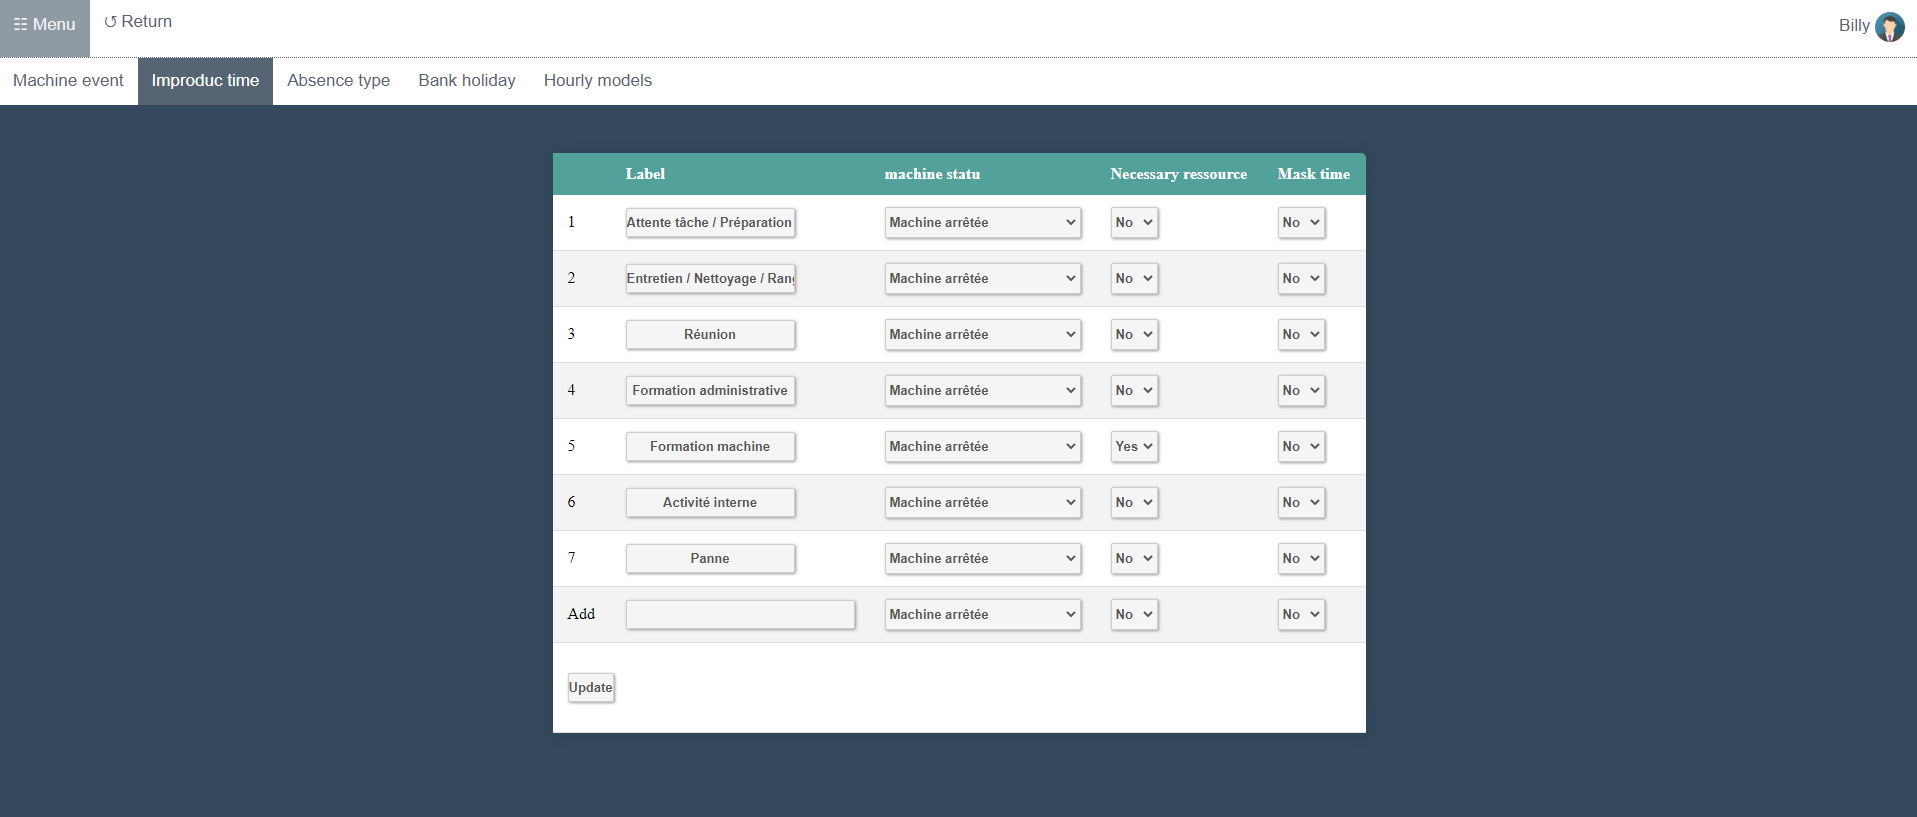 ☷ Menu ↺ Return Billy
Machine event Improduc time Absence type Bank holiday Hourly models
Label machine statu Necessary ressource Mask time
1 Attente tâche / Préparation Machine arrêtée No No
2 Entretien / Nettoyage / Machine arrêtée No No
3 Réunion Machine arrêtée No No
4 Formation administrative Machine arrêtée No No
5 Formation machine Machine arrêtée Yes No
6 Activité interne Machine arrêtée No No
7 Panne Machine arrêtée No No
Add Machine arrêtée No No
Update